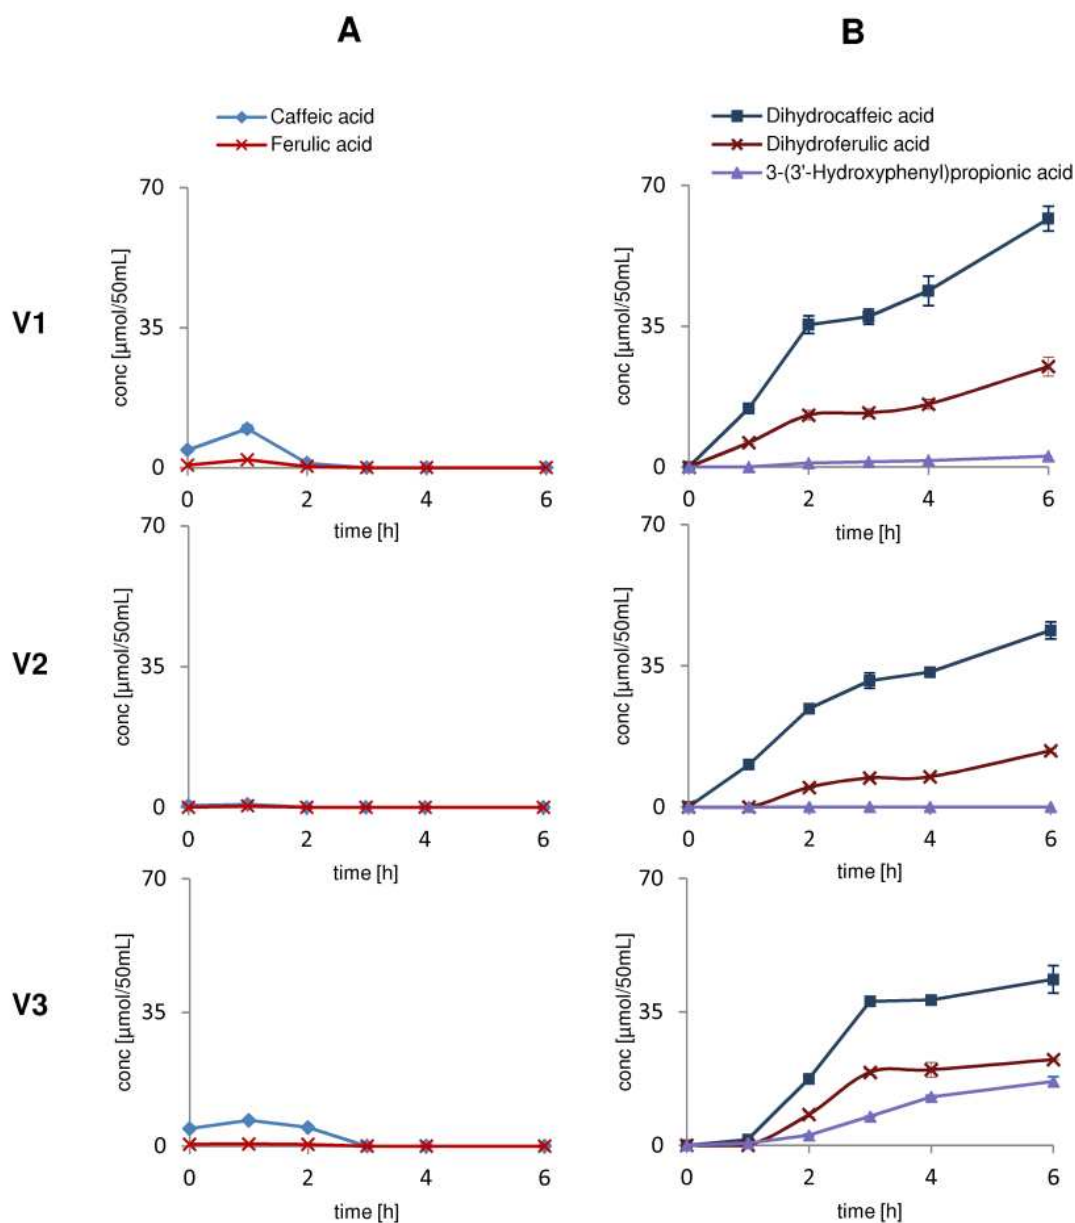 A
B
Caffeic acid
Ferulic acid
Dihydrocaffeic acid
Dihydroferulic acid
3-(3'-Hydroxyphenyl)propionic acid
V1
conc [µmol/50mL]
70
35
0
0 2 4 6
time [h]
conc [µmol/50mL]
70
35
0
0 2 4 6
time [h]
V2
conc [µmol/50mL]
70
35
0
0 2 4 6
time [h]
conc [µmol/50mL]
70
35
0
0 2 4 6
time [h]
V3
conc [µmol/50mL]
70
35
0
0 2 4 6
time [h]
conc [µmol/50mL]
70
35
0
0 2 4 6
time [h]